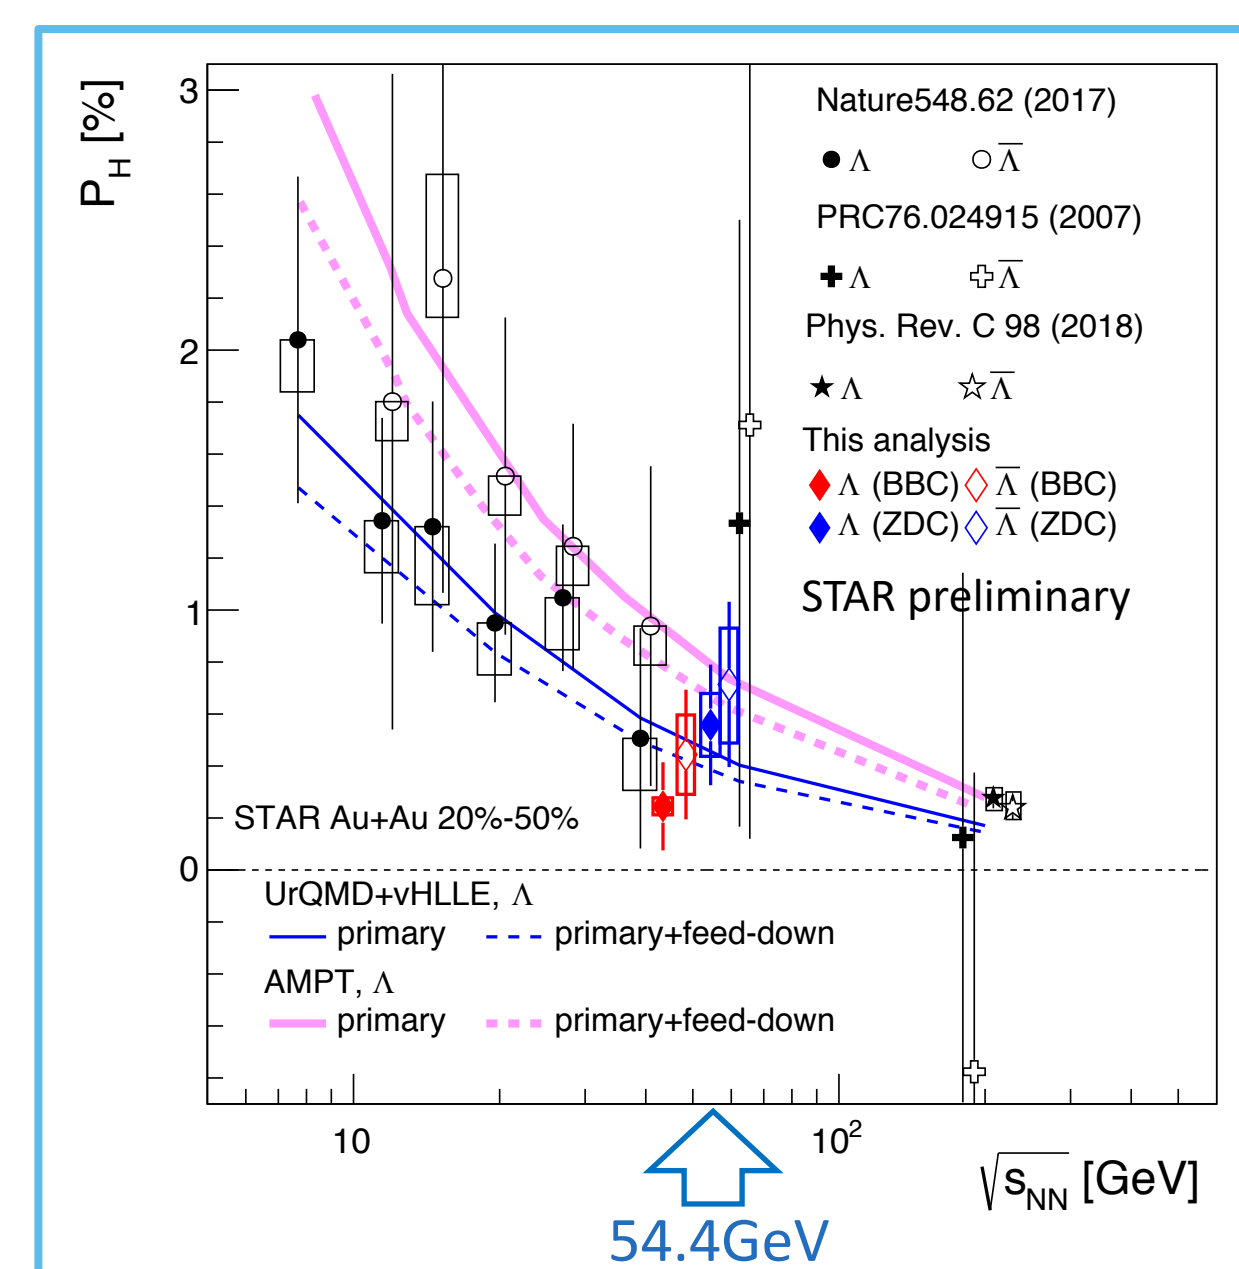 P_H [%]
3
2
1
0
Nature548.62 (2017)
Λ Λ̅
PRC76.024915 (2007)
Λ Λ̅
Phys. Rev. C 98 (2018)
Λ Λ̅
This analysis
Λ (BBC) Λ̅ (BBC)
Λ (ZDC) Λ̅ (ZDC)
STAR preliminary
STAR Au+Au 20%-50%
UrQMD+vHLLE, Λ
primary primary+feed-down
AMPT, Λ
primary primary+feed-down
10 10²
√s_NN [GeV]
54.4GeV